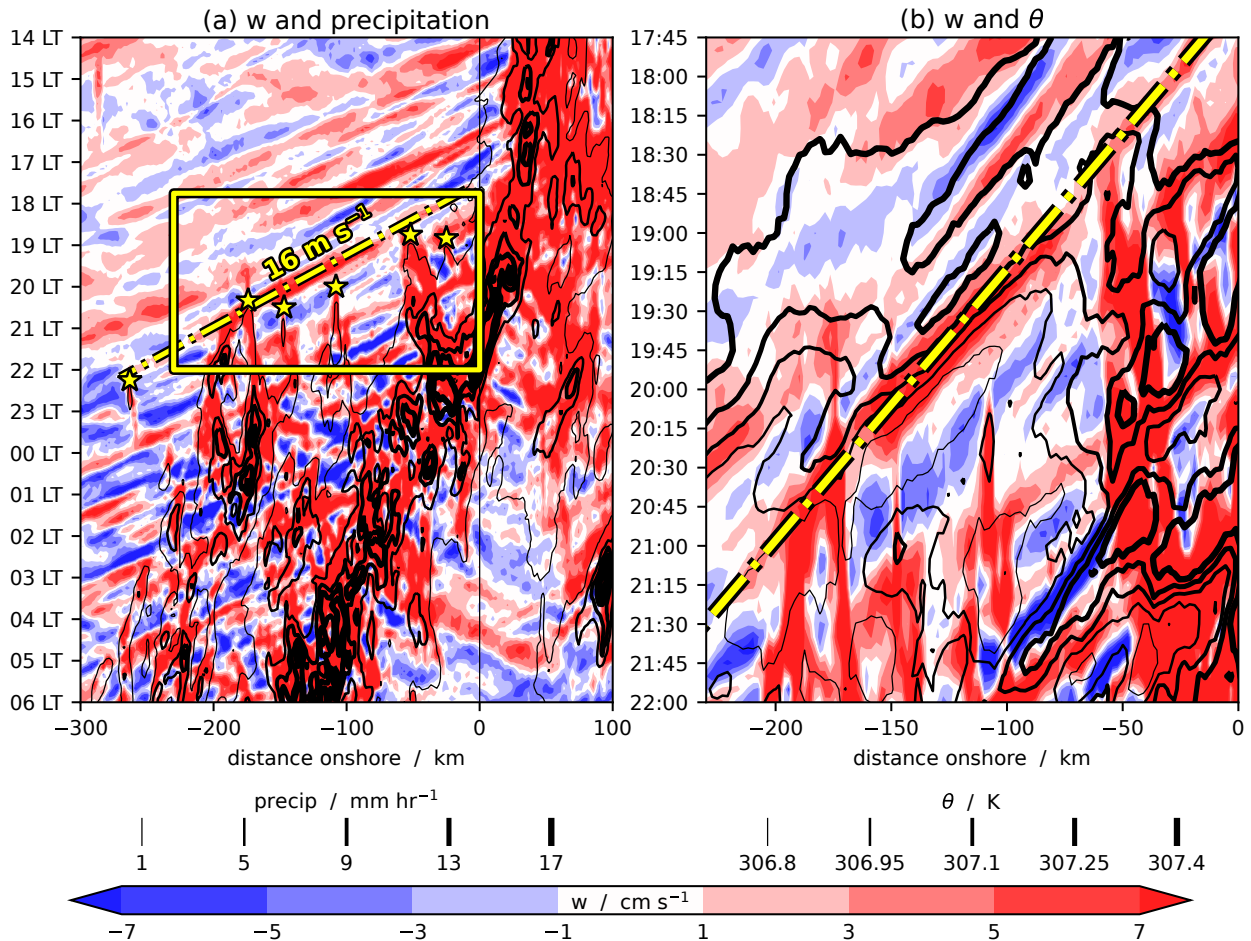 (a) w and precipitation
(b) w and θ
14 LT
15 LT
16 LT
17 LT
18 LT
19 LT
20 LT
21 LT
22 LT
23 LT
00 LT
01 LT
02 LT
03 LT
04 LT
05 LT
06 LT
16 m s⁻¹
−300 −200 −100 0 100
distance onshore / km
17:45
18:00
18:15
18:30
18:45
19:00
19:15
19:30
19:45
20:00
20:15
20:30
20:45
21:00
21:15
21:30
21:45
22:00
−200 −150 −100 −50 0
distance onshore / km
precip / mm hr⁻¹
1 5 9 13 17
θ / K
306.8 306.95 307.1 307.25 307.4
w / cm s⁻¹
−7 −5 −3 −1 1 3 5 7